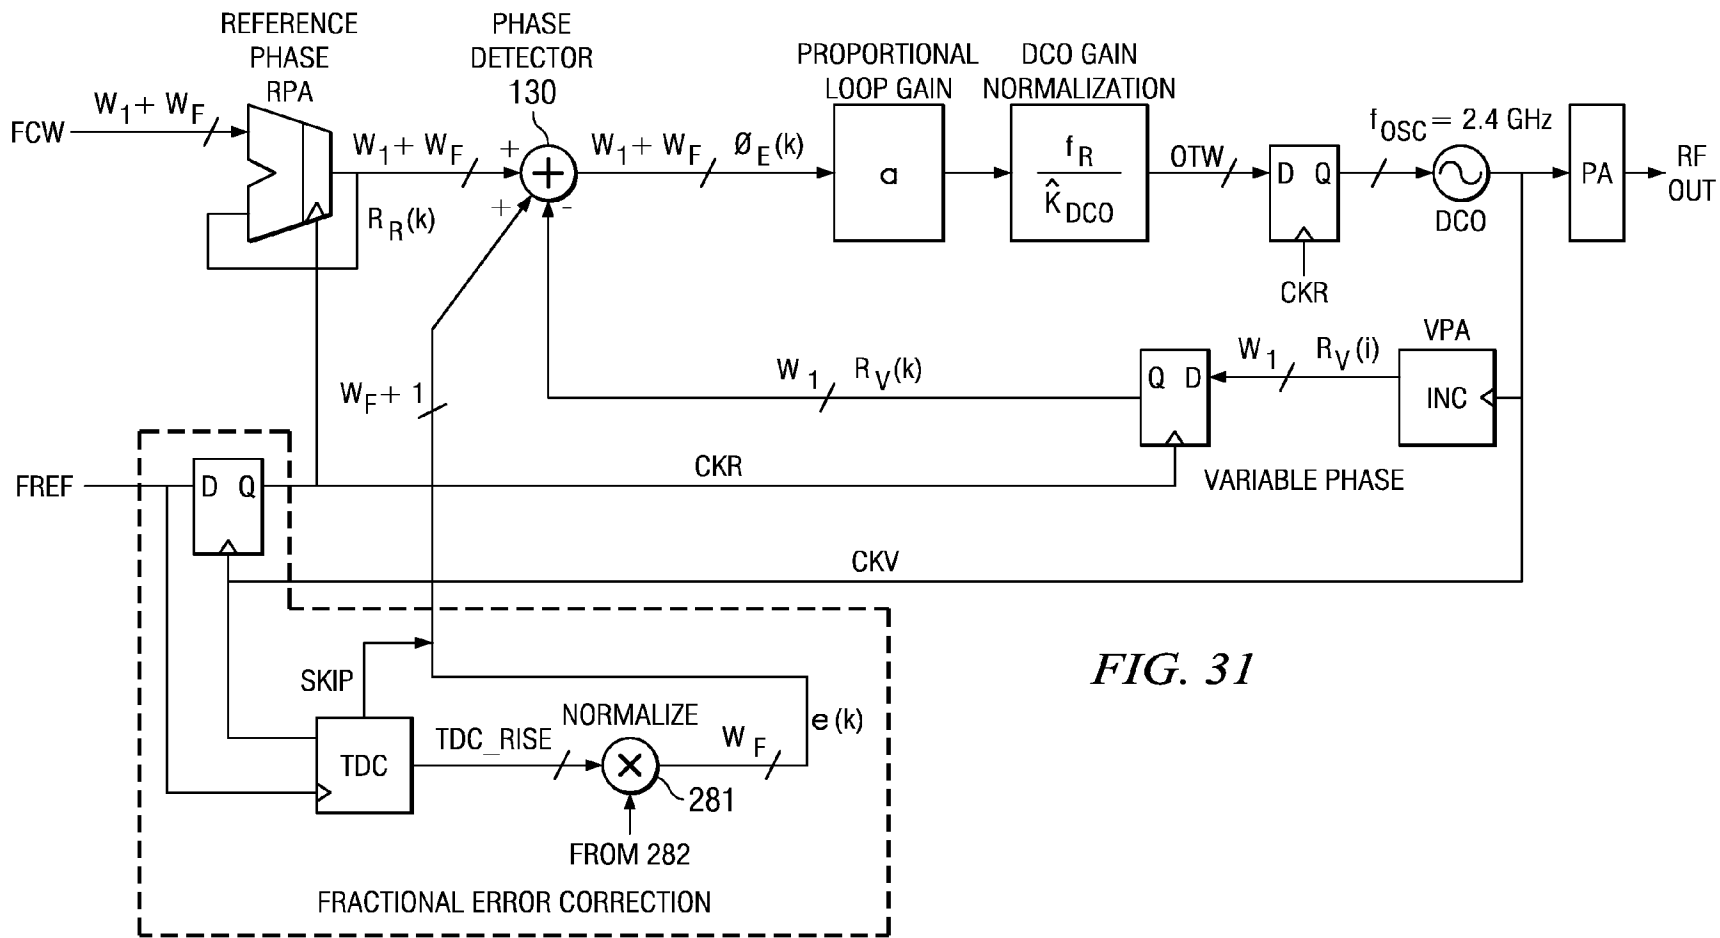 REFERENCE
PHASE
RPA
PHASE
DETECTOR
130
PROPORTIONAL
LOOP GAIN
DCO GAIN
NORMALIZATION
FCW
W1 + WF
W1 + WF
RR(k)
+
+
+
-
W1 + WF
ØE(k)
a
fR
K̂DCO
OTW
D Q
CKR
fOSC = 2.4 GHz
DCO
PA
RF
OUT
WF + 1
W1
RV(k)
Q D
W1
RV(i)
VPA
INC
VARIABLE PHASE
FREF
D Q
CKR
CKV
SKIP
TDC
TDC_RISE
NORMALIZE
×
281
WF
e(k)
FROM 282
FRACTIONAL ERROR CORRECTION
FIG. 31